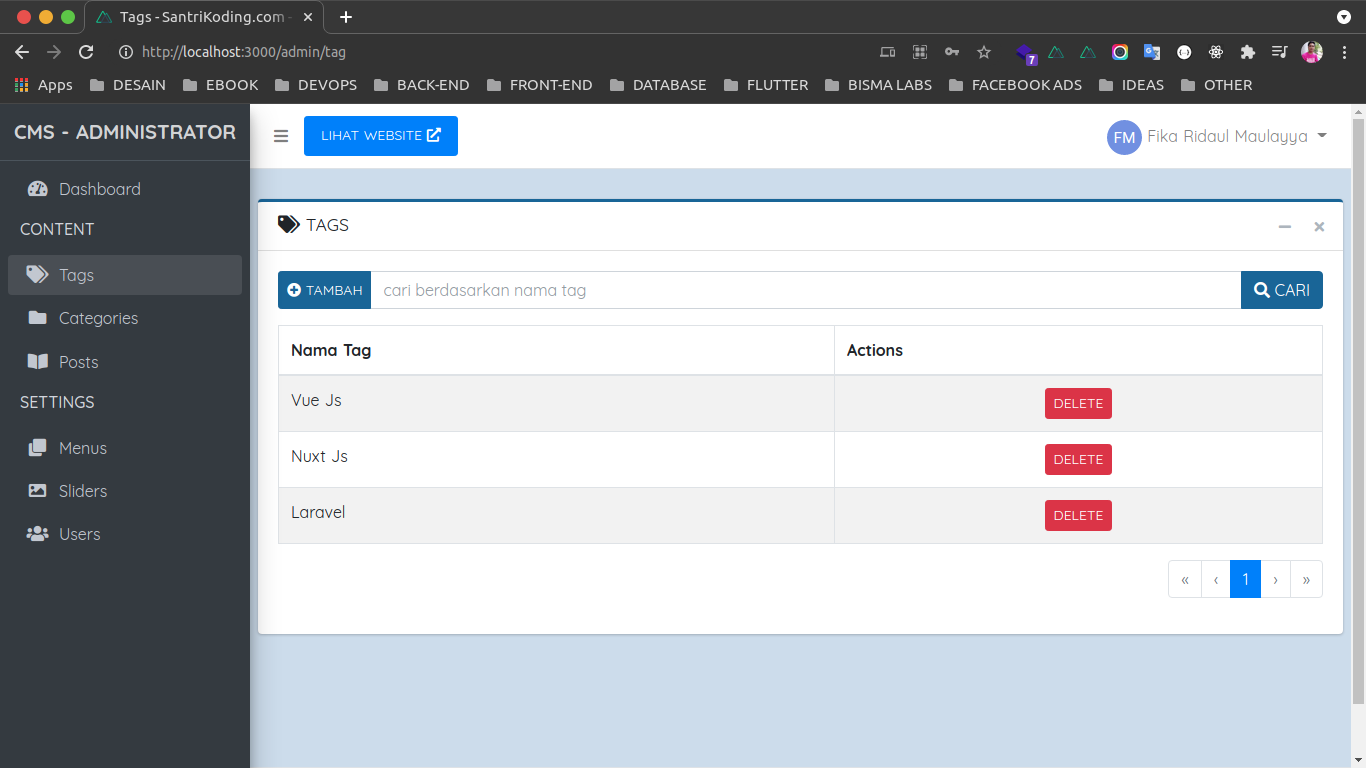 Tags - SantriKoding.com -
http://localhost:3000/admin/tag
7
Apps DESAIN EBOOK DEVOPS BACK-END FRONT-END DATABASE FLUTTER BISMA LABS FACEBOOK ADS IDEAS OTHER
CMS - ADMINISTRATOR
LIHAT WEBSITE
FM Fika Ridaul Maulayya
Dashboard
CONTENT
Tags
Categories
Posts
SETTINGS
Menus
Sliders
Users
TAGS
TAMBAH cari berdasarkan nama tag CARI
Nama Tag Actions
Vue Js DELETE
Nuxt Js DELETE
Laravel DELETE
« ‹ 1 › »